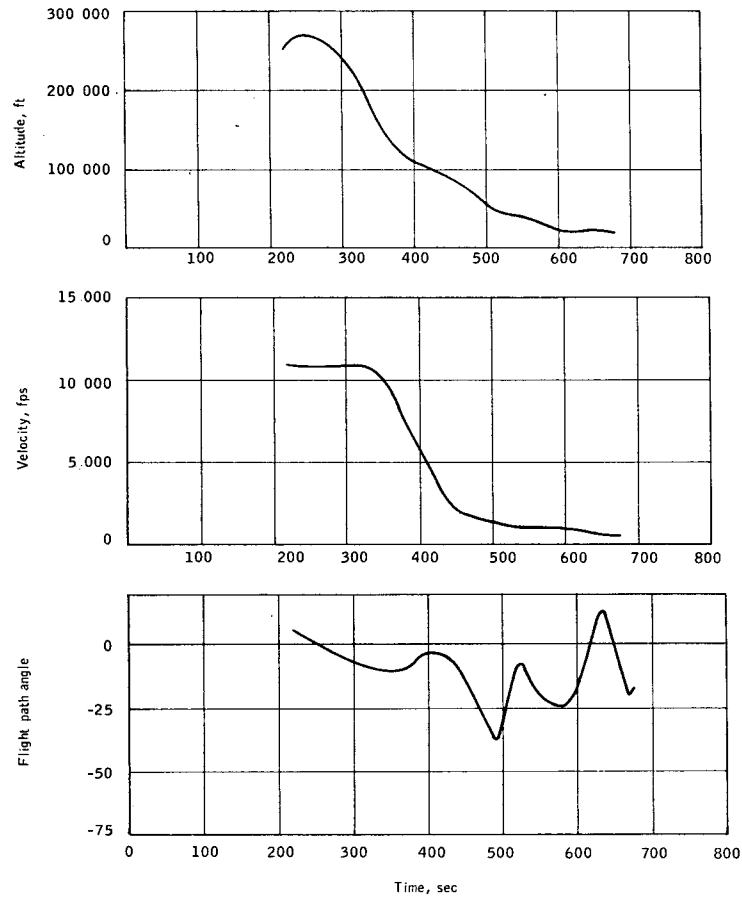 300 000
200 000
100 000
0
Altitude, ft
100 200 300 400 500 600 700 800
15 000
10 000
5 000
0
Velocity, fps
100 200 300 400 500 600 700 800
0
-25
-50
-75
Flight path angle
0 100 200 300 400 500 600 700 800
Time, sec